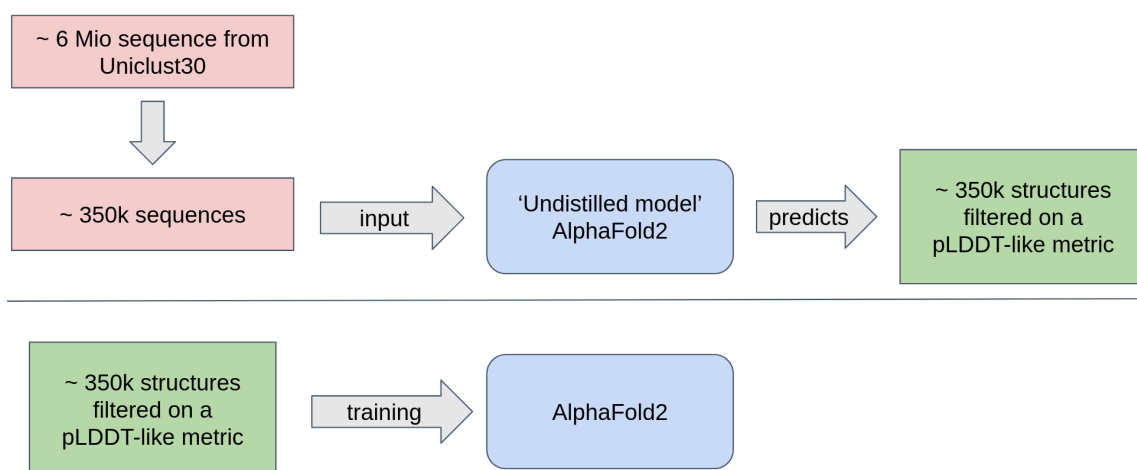 ~ 6 Mio sequence from
Uniclust30
~ 350k sequences
input
'Undistilled model'
AlphaFold2
predicts
~ 350k structures
filtered on a
pLDDT-like metric
~ 350k structures
filtered on a
pLDDT-like metric
training
AlphaFold2